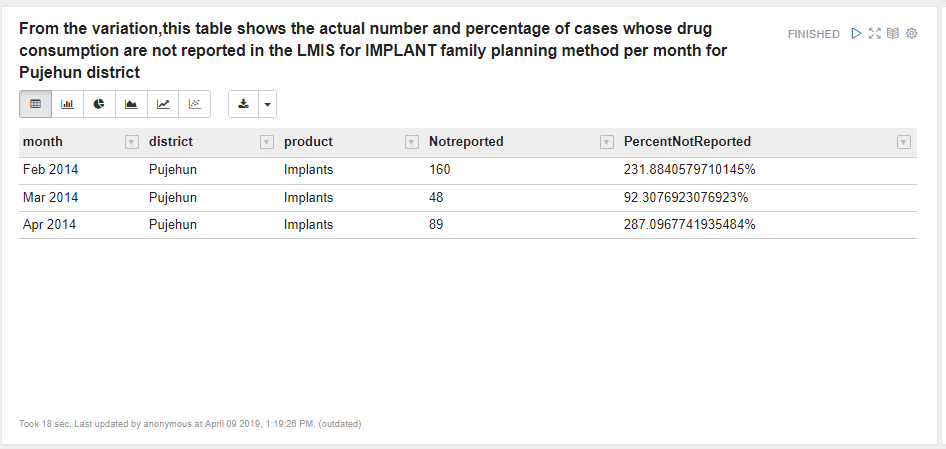 From the variation,this table shows the actual number and percentage of cases whose drug
consumption are not reported in the LMIS for IMPLANT family planning method per month for
Pujehun district
FINISHED
month district product Notreported PercentNotReported
Feb 2014 Pujehun Implants 160 231.8840579710145%
Mar 2014 Pujehun Implants 48 92.3076923076923%
Apr 2014 Pujehun Implants 89 287.0967741935484%
Took 18 sec. Last updated by anonymous at April 09 2019, 1:19:26 PM. (outdated)